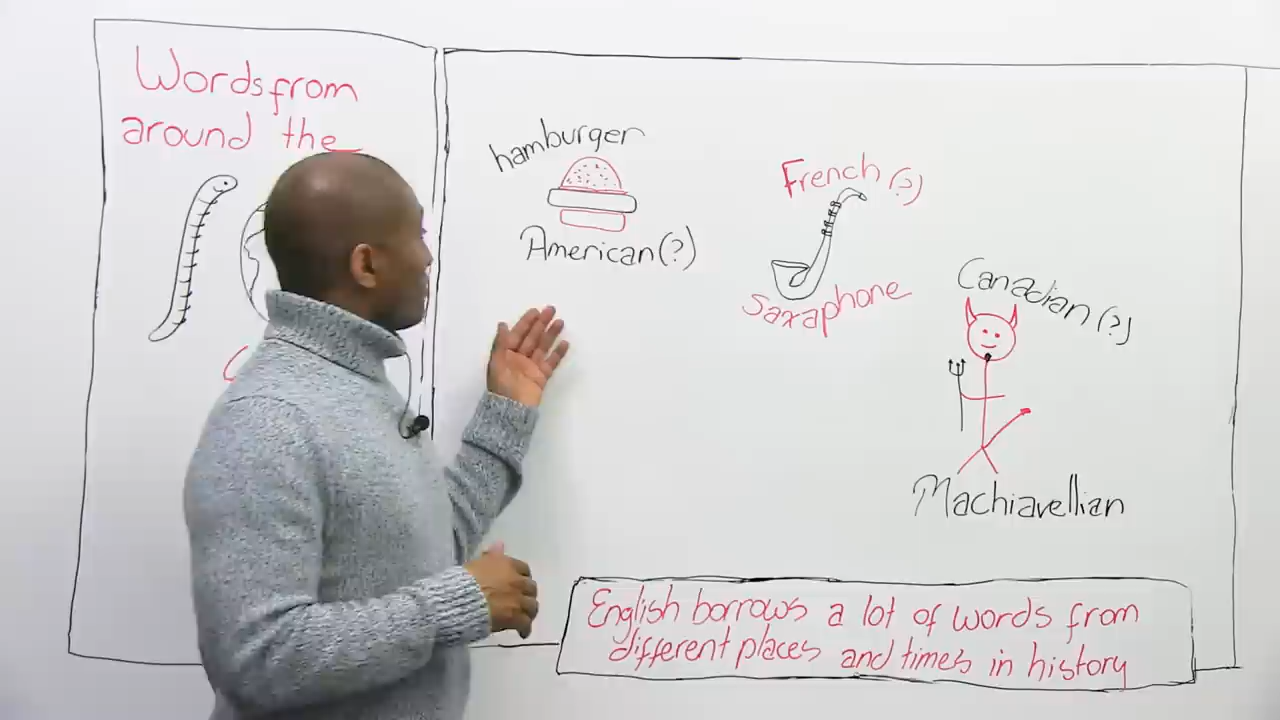 Words from
around the
hamburger
American(?)
French (?)
Saxaphone
Canadian (?)
Machiavellian
English borrows a lot of words from
different places and times in history